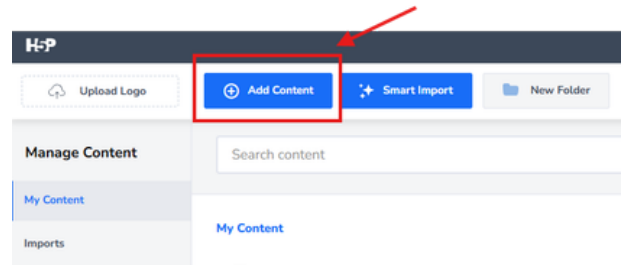 H5P
Upload Logo
Add Content
Smart Import
New Folder
Manage Content
Search content
My Content
My Content
Imports